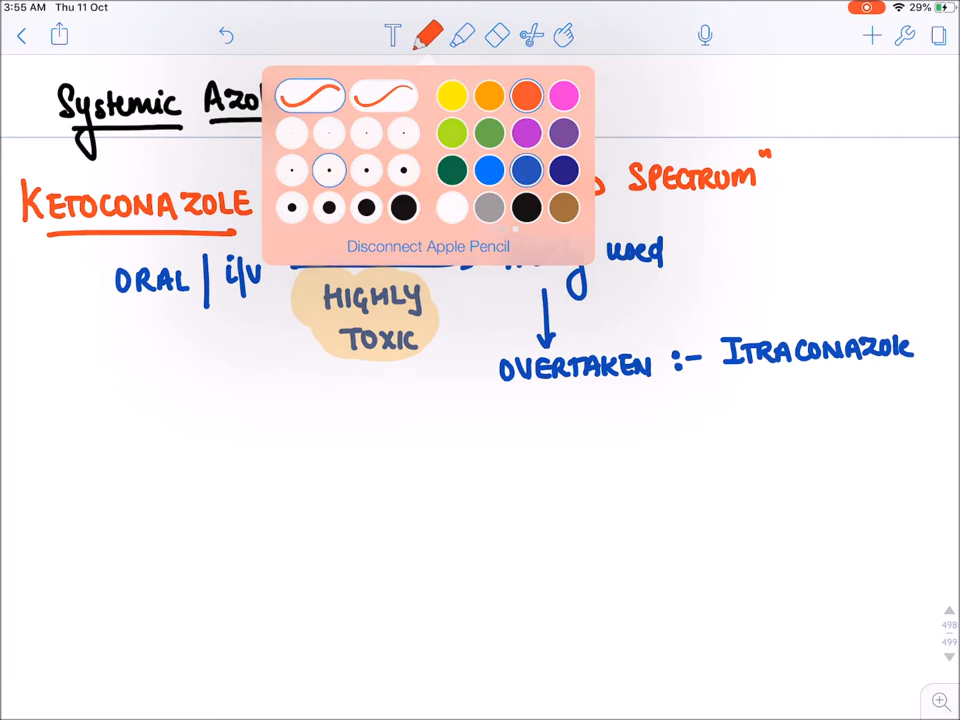 3:55 AM Thu 11 Oct 29%
T
Systemic Azo
KETOCONAZOLE SPECTRUM"
Disconnect Apple Pencil
ORAL | i/v used
HIGHLY
TOXIC
OVERTAKEN :- ITRACONAZOLE
498
499